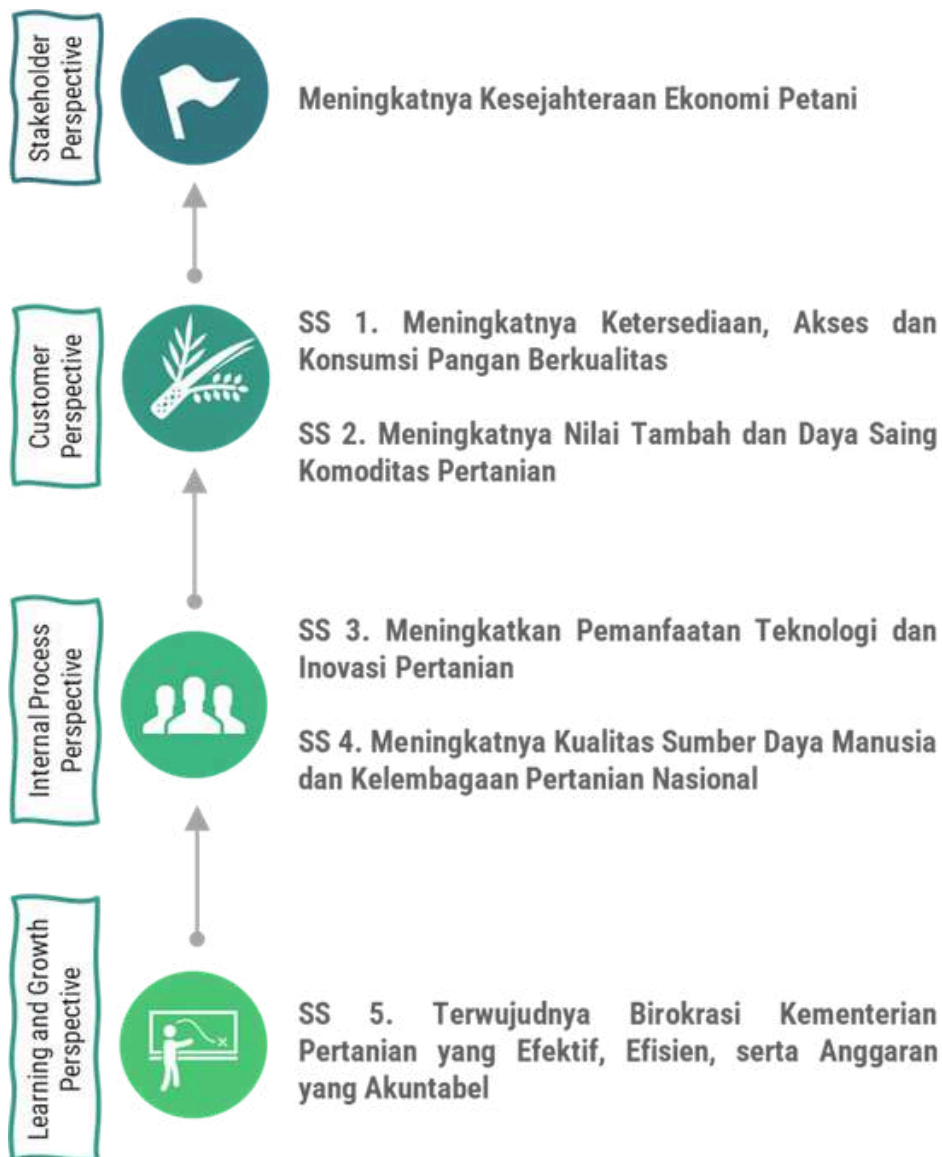 Stakeholder
Perspective
Meningkatnya Kesejahteraan Ekonomi Petani
Customer
Perspective
SS 1. Meningkatnya Ketersediaan, Akses dan
Konsumsi Pangan Berkualitas
SS 2. Meningkatnya Nilai Tambah dan Daya Saing
Komoditas Pertanian
Internal Process
Perspective
SS 3. Meningkatkan Pemanfaatan Teknologi dan
Inovasi Pertanian
SS 4. Meningkatnya Kualitas Sumber Daya Manusia
dan Kelembagaan Pertanian Nasional
Learning and Growth
Perspective
SS 5. Terwujudnya Birokrasi Kementerian
Pertanian yang Efektif, Efisien, serta Anggaran
yang Akuntabel